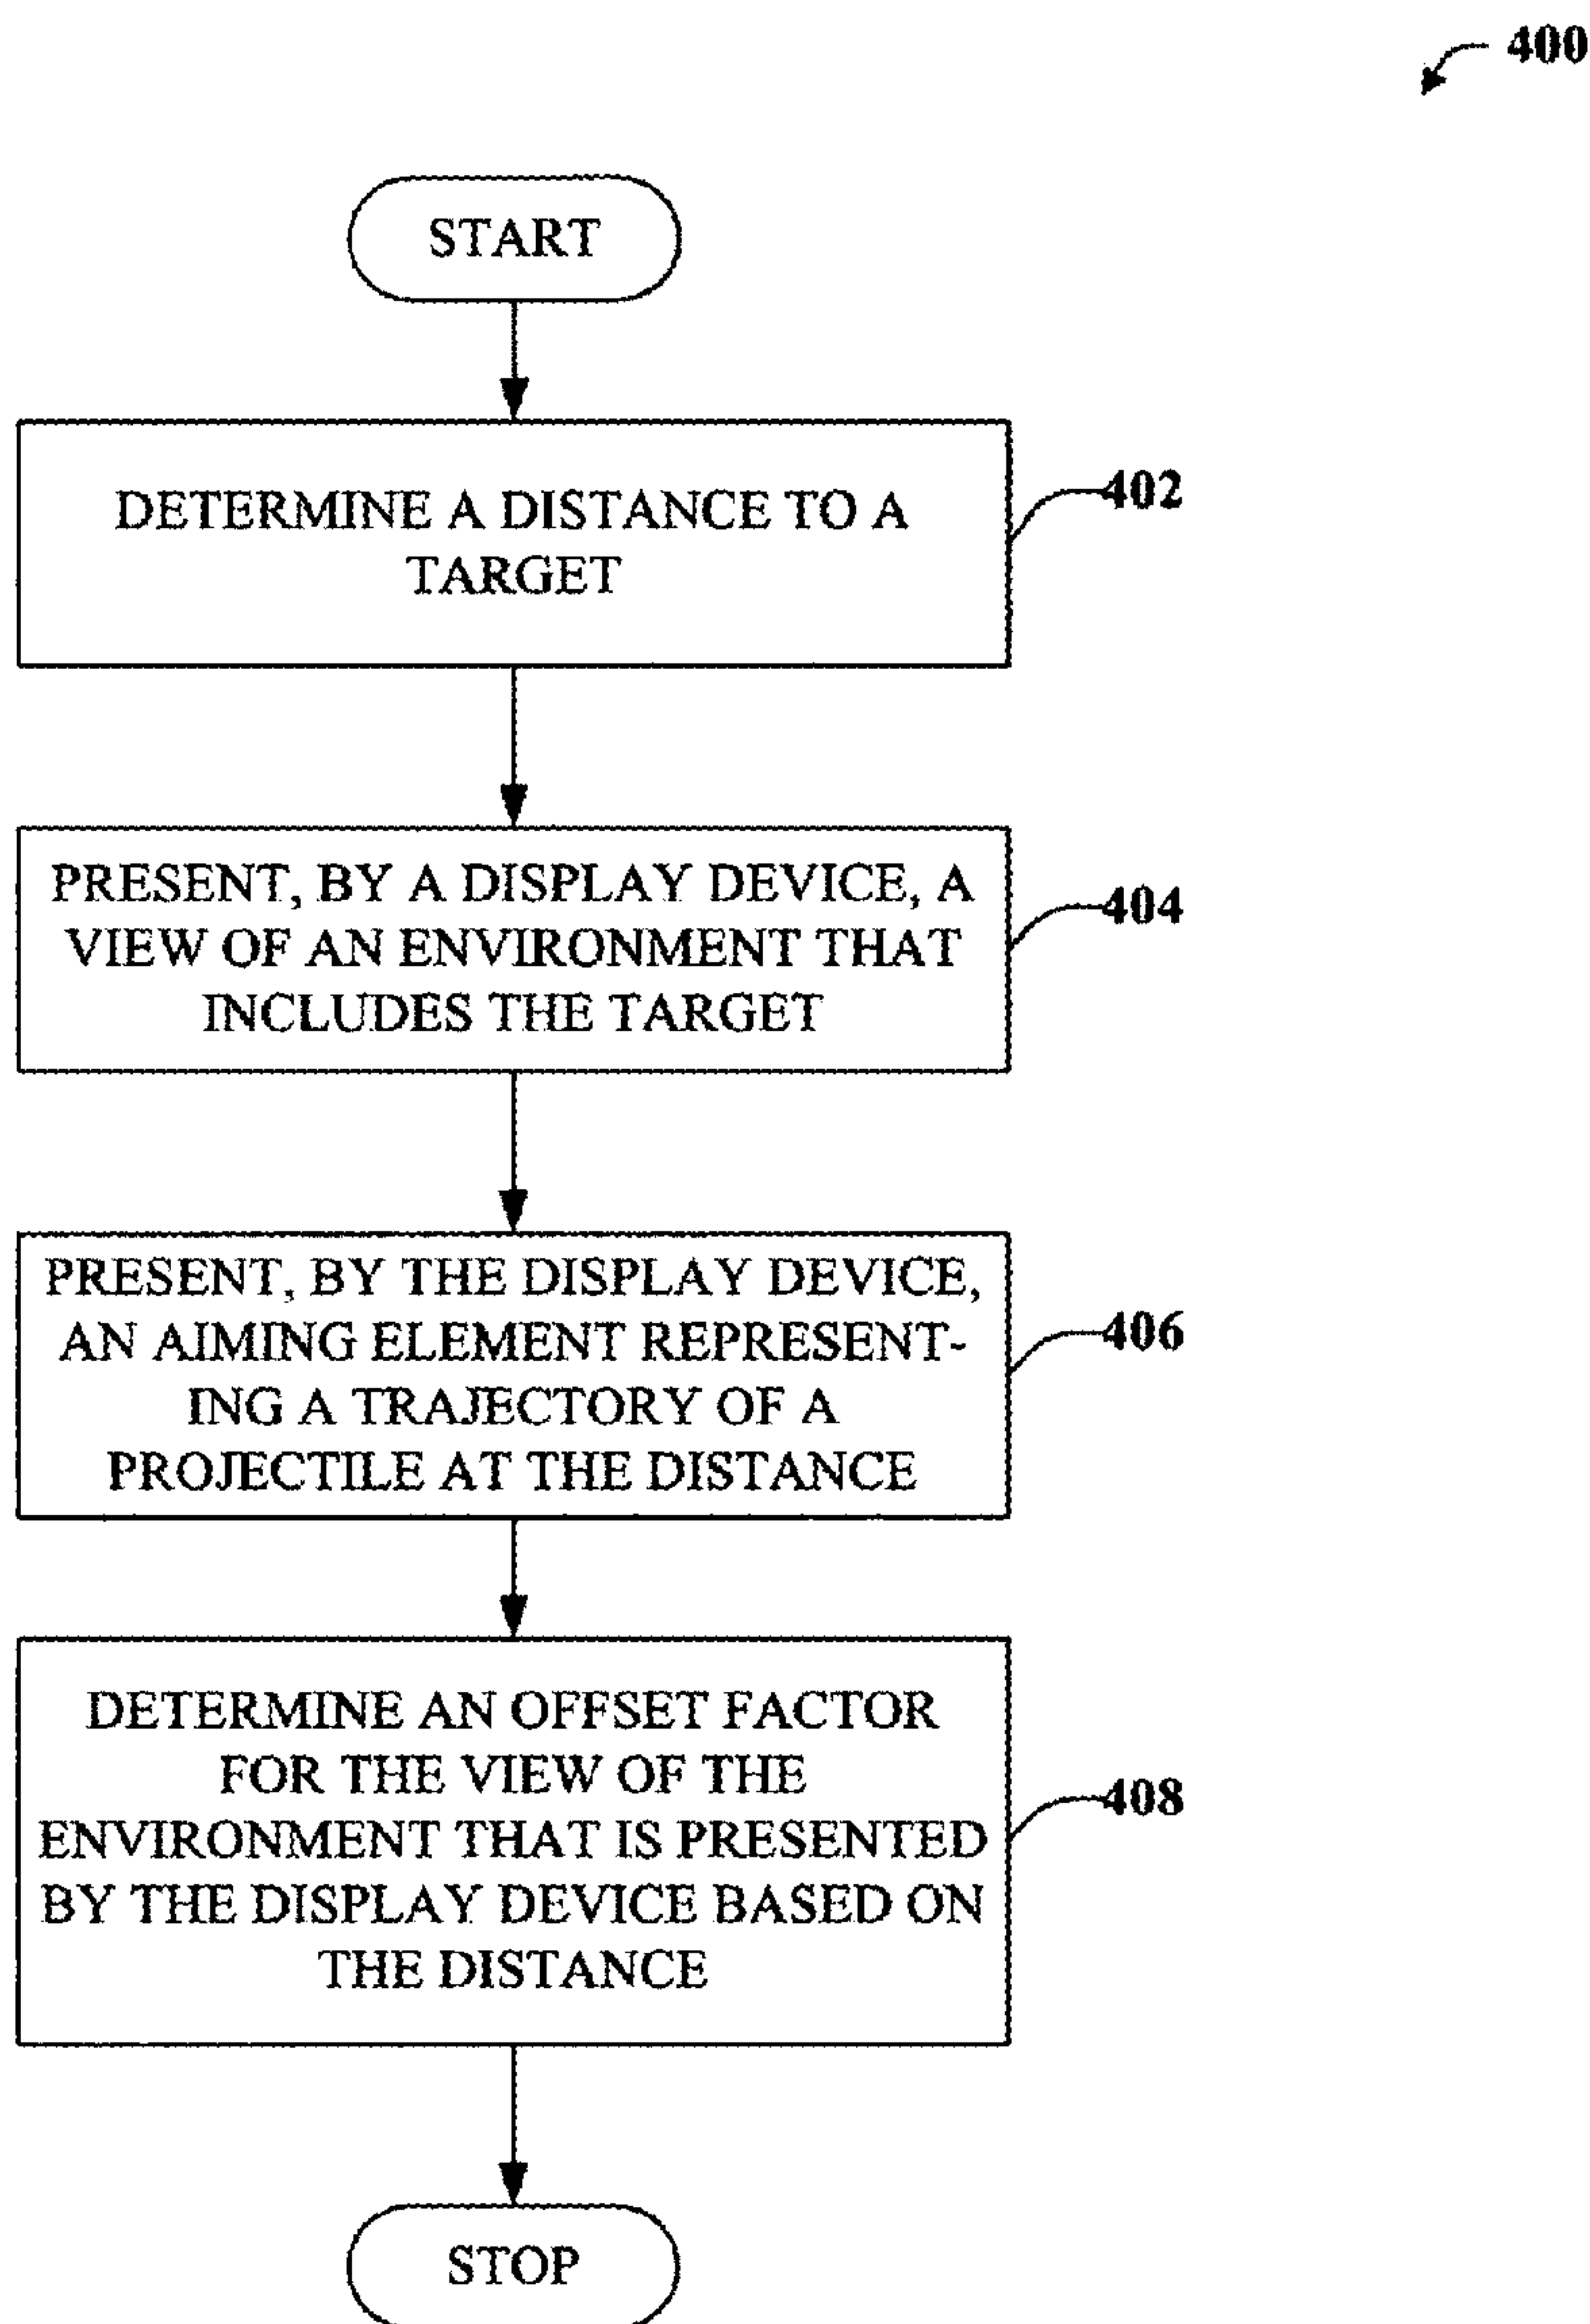 400
START
DETERMINE A DISTANCE TO A
TARGET
402
PRESENT, BY A DISPLAY DEVICE, A
VIEW OF AN ENVIRONMENT THAT
INCLUDES THE TARGET
404
PRESENT, BY THE DISPLAY DEVICE,
AN AIMING ELEMENT REPRESENT-
ING A TRAJECTORY OF A
PROJECTILE AT THE DISTANCE
406
DETERMINE AN OFFSET FACTOR
FOR THE VIEW OF THE
ENVIRONMENT THAT IS PRESENTED
BY THE DISPLAY DEVICE BASED ON
THE DISTANCE
408
STOP